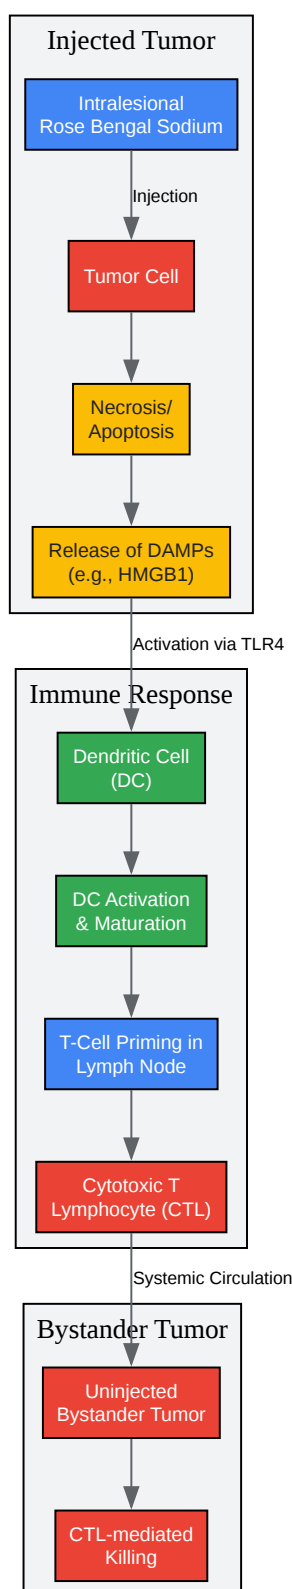 Injected Tumor
Intralesional
Rose Bengal Sodium
Injection
Tumor Cell
Necrosis/
Apoptosis
Release of DAMPs
(e.g., HMGB1)
Activation via TLR4
Immune Response
Dendritic Cell
(DC)
DC Activation
& Maturation
T-Cell Priming in
Lymph Node
Cytotoxic T
Lymphocyte (CTL)
Systemic Circulation
Bystander Tumor
Uninjected
Bystander Tumor
CTL-mediated
Killing